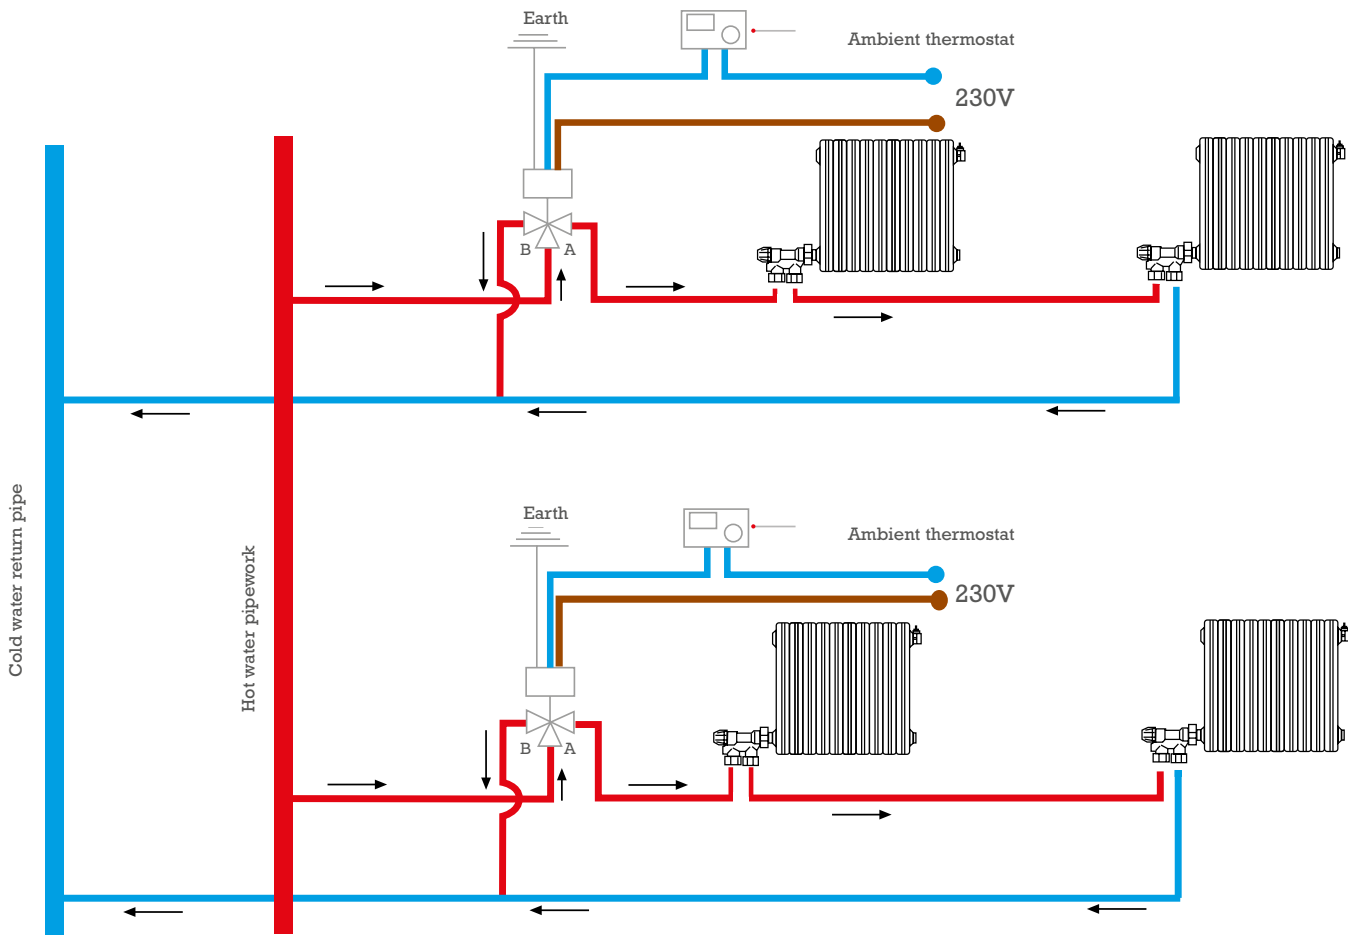 Earth
Ambient thermostat
230V
B
A
Cold water return pipe
Hot water pipework
Earth
Ambient thermostat
230V
B
A